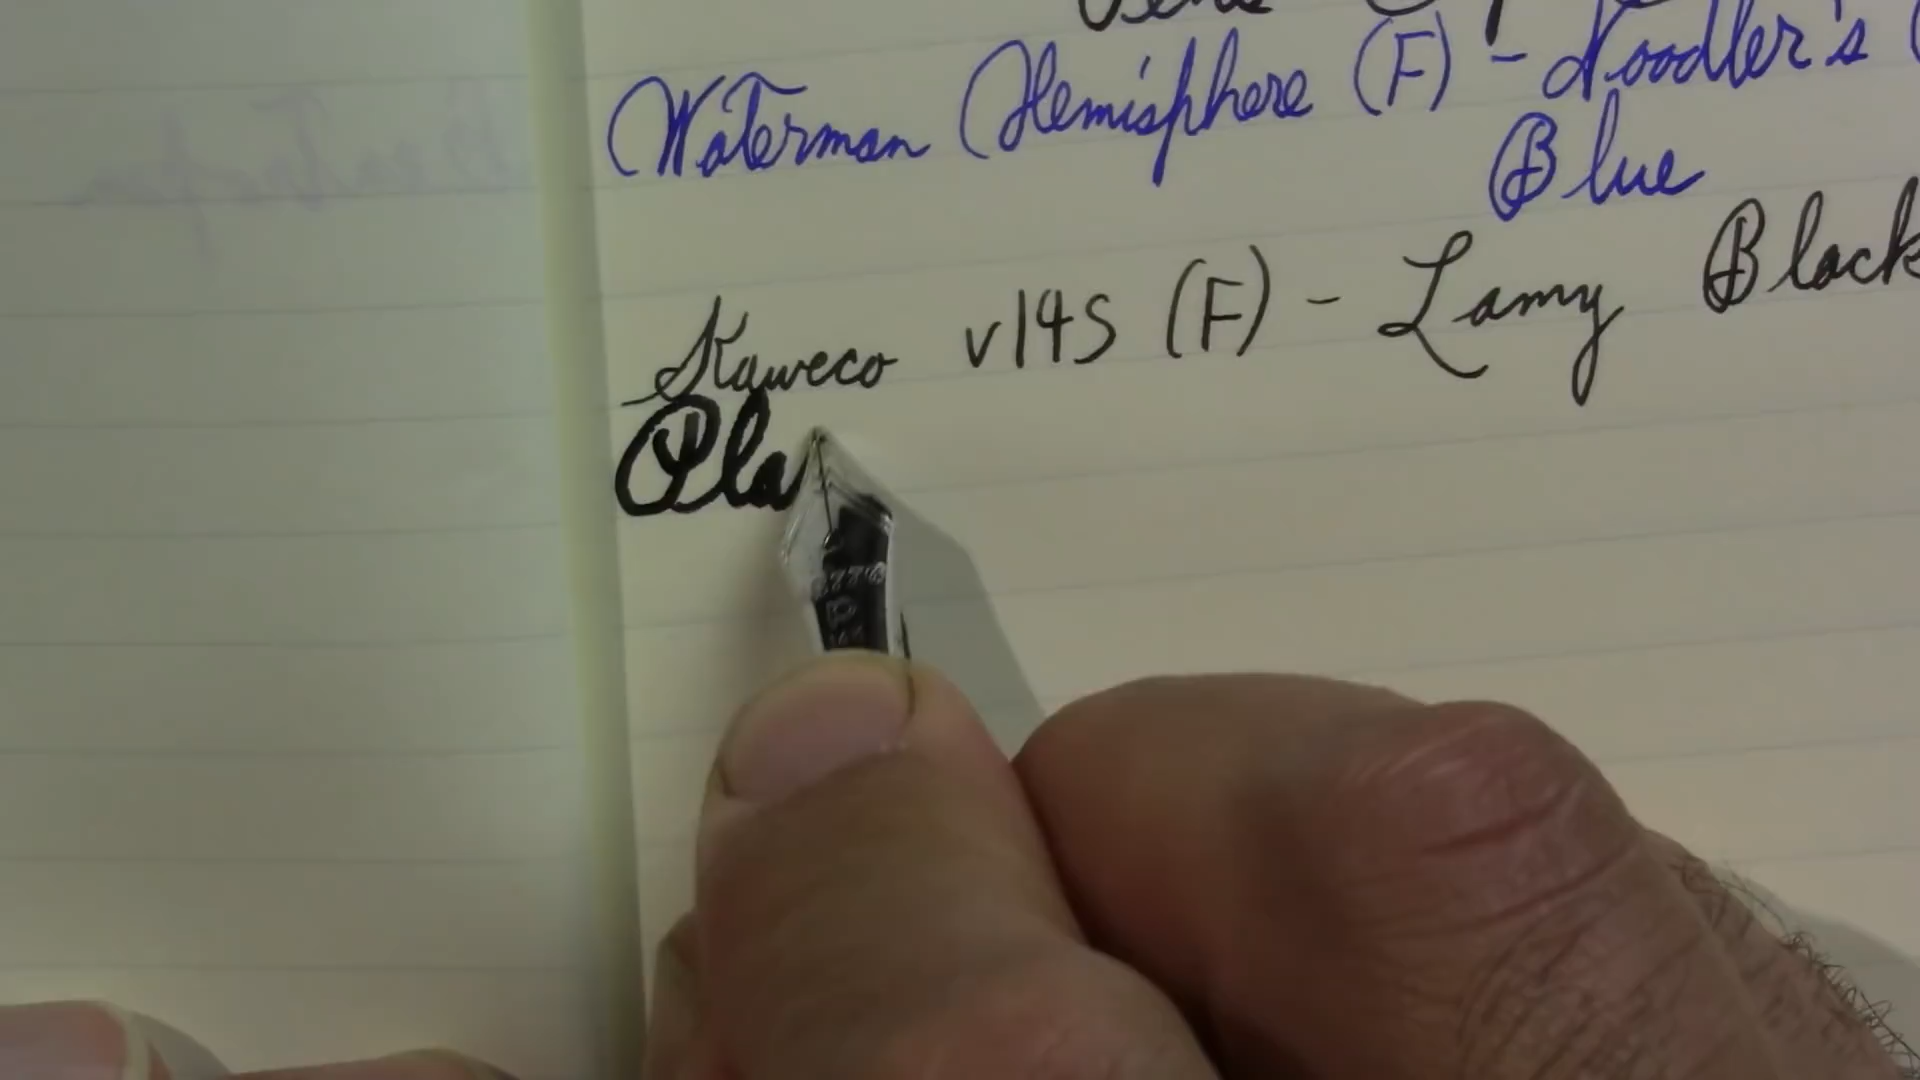 Waterman Hemisphere (F) - Noodler's
Blue
Kaweco v14S (F) - Lamy Black
Pla